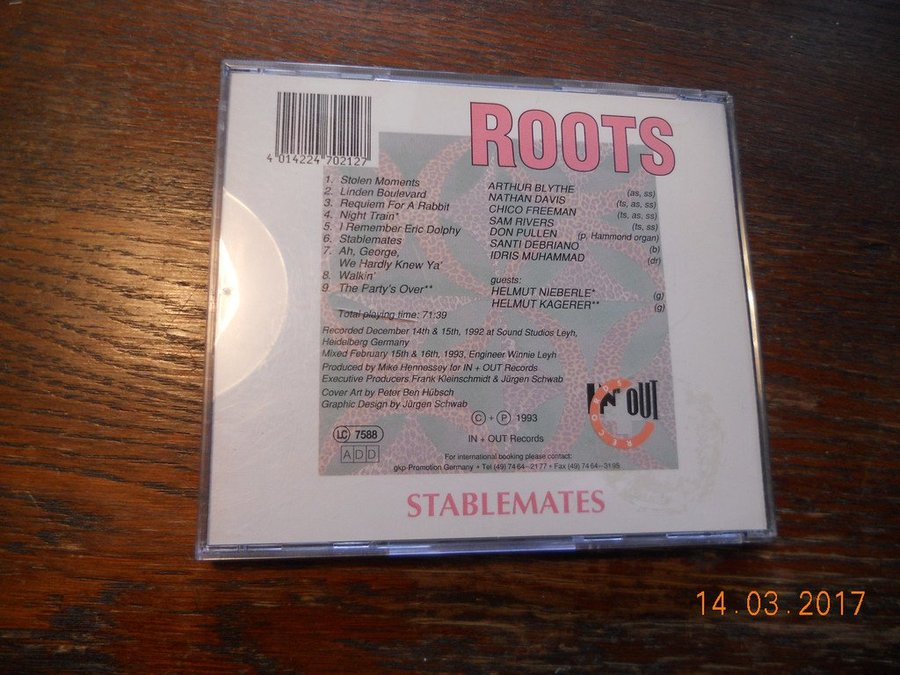 4 014224 702127
ROOTS
1. Stolen Moments
2. Linden Boulevard
3. Requiem For A Rabbit
4. Night Train*
5. I Remember Eric Dolphy
6. Stablemates
7. Ah, George,
We Hardly Knew Ya'
8. Walkin'
9. The Party's Over**
Total playing time: 71:39
ARTHUR BLYTHE (as, ss)
NATHAN DAVIS (ts, as, ss)
CHICO FREEMAN (ts, as, ss)
SAM RIVERS (ts, ss)
DON PULLEN (p, Hammond organ)
SANTI DEBRIANO (b)
IDRIS MUHAMMAD (dr)
guests:
HELMUT NIEBERLE* (g)
HELMUT KAGERER** (g)
Recorded December 14th & 15th, 1992 at Sound Studios Leyh,
Heidelberg Germany
Mixed February 15th & 16th, 1993, Engineer Winnie Leyh
Produced by Mike Hennessey for IN + OUT Records
Executive Producers Frank Kleinschmidt & Jürgen Schwab
Cover Art by Peter Ben Hübsch
Graphic Design by Jürgen Schwab
© + ℗ 1993
IN + OUT Records
IN OUT
RECORDS
LC 7588
ADD
For international booking please contact:
gkp-Promotion Germany • Tel (49) 74 64–21 77 • Fax (49) 74 64–31 95
STABLEMATES
14.03.2017